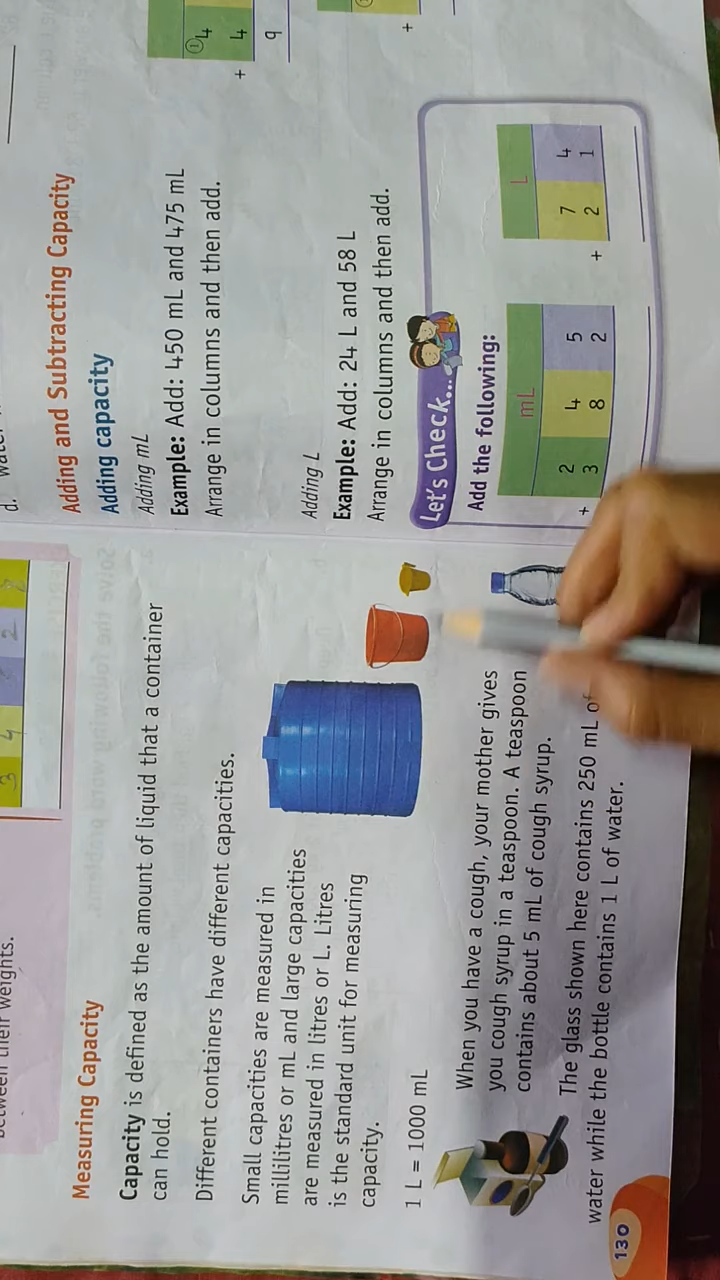 between their weights.
3 4 2
Measuring Capacity
Capacity is defined as the amount of liquid that a container
can hold.
Different containers have different capacities.
Small capacities are measured in
millilitres or mL and large capacities
are measured in litres or L. Litres
is the standard unit for measuring
capacity.
1 L = 1000 mL
When you have a cough, your mother gives
you cough syrup in a teaspoon. A teaspoon
contains about 5 mL of cough syrup.
The glass shown here contains 250 mL of
water while the bottle contains 1 L of water.
130
d.
Adding and Subtracting Capacity
Adding capacity
Adding mL
Example: Add: 450 mL and 475 mL
Arrange in columns and then add.
1
4
+ 4
9
Adding L
Example: Add: 24 L and 58 L
Arrange in columns and then add.
+
Let's Check...
Add the following:
mL
2 4 5
+ 3 8 2
L
7 4
+ 2 1